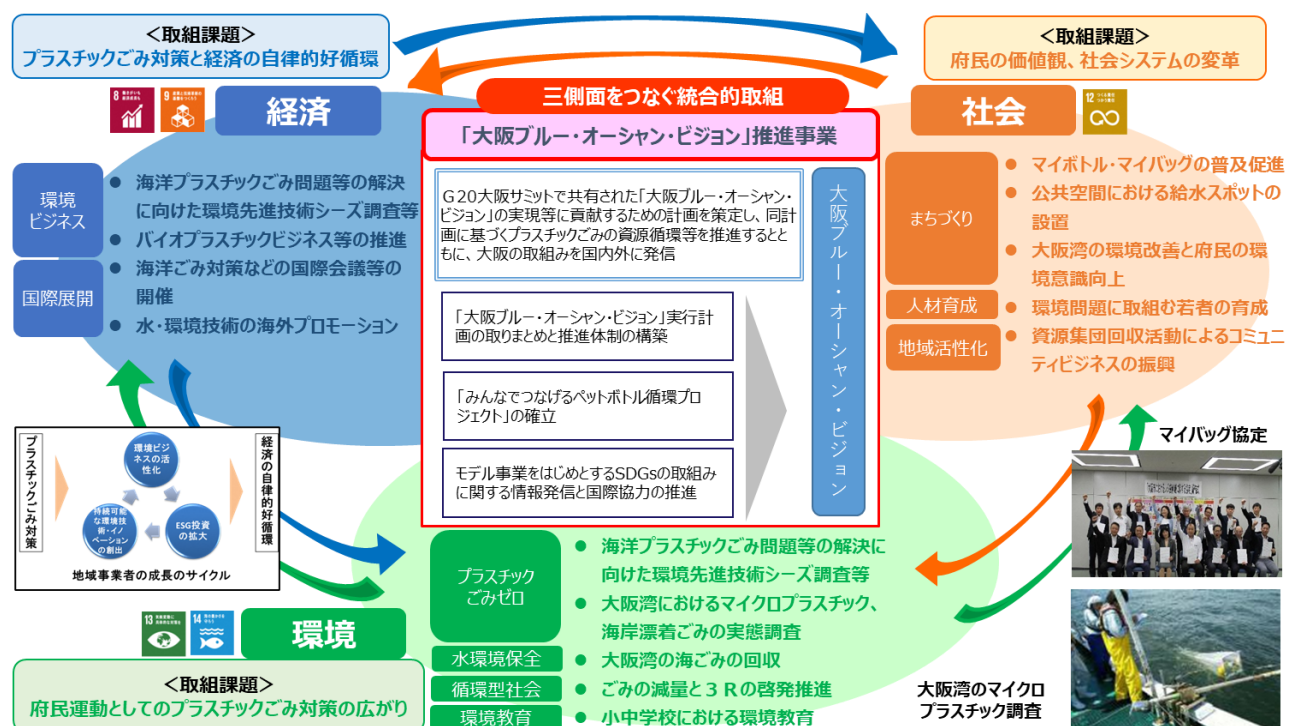 <取組課題>
プラスチックごみ対策と経済の自律的好循環
<取組課題>
府民の価値観、社会システムの変革
8
9
経済
三側面をつなぐ統合的取組
「大阪ブルー・オーシャン・ビジョン」推進事業
社会
12
環境
ビジネス
国際展開
● 海洋プラスチックごみ問題等の解決
に向けた環境先進技術シーズ調査等
● バイオプラスチックビジネス等の推進
● 海洋ごみ対策などの国際会議等の
開催
● 水・環境技術の海外プロモーション
G20大阪サミットで共有された「大阪ブルー・オーシャン・
ビジョン」の実現等に貢献するための計画を策定し、同計
画に基づくプラスチックごみの資源循環等を推進するとと
もに、大阪の取組みを国内外に発信
「大阪ブルー・オーシャン・ビジョン」実行計
画の取りまとめと推進体制の構築
「みんなでつなげるペットボトル循環プロ
ジェクト」の確立
モデル事業をはじめとするSDGsの取組み
に関する情報発信と国際協力の推進
大阪ブルー・オーシャン・ビジョン
まちづくり
人材育成
地域活性化
● マイボトル・マイバッグの普及促進
● 公共空間における給水スポットの
設置
● 大阪湾の環境改善と府民の環
境意識向上
● 環境問題に取組む若者の育成
● 資源集団回収活動によるコミュニ
ティビジネスの振興
プラスチックごみ対策
環境ビジ
ネスの活
性化
持続可能
な環境技
術・イノ
ベーション
の創出
ESG投資
の拡大
経済の自律的好循環
地域事業者の成長のサイクル
マイバッグ協定
13
14
環境
<取組課題>
府民運動としてのプラスチックごみ対策の広がり
プラスチック
ごみゼロ
水環境保全
循環型社会
環境教育
● 海洋プラスチックごみ問題等の解決に
向けた環境先進技術シーズ調査等
● 大阪湾におけるマイクロプラスチック、
海岸漂着ごみの実態調査
● 大阪湾の海ごみの回収
● ごみの減量と3Rの啓発推進
● 小中学校における環境教育
大阪湾のマイクロ
プラスチック調査